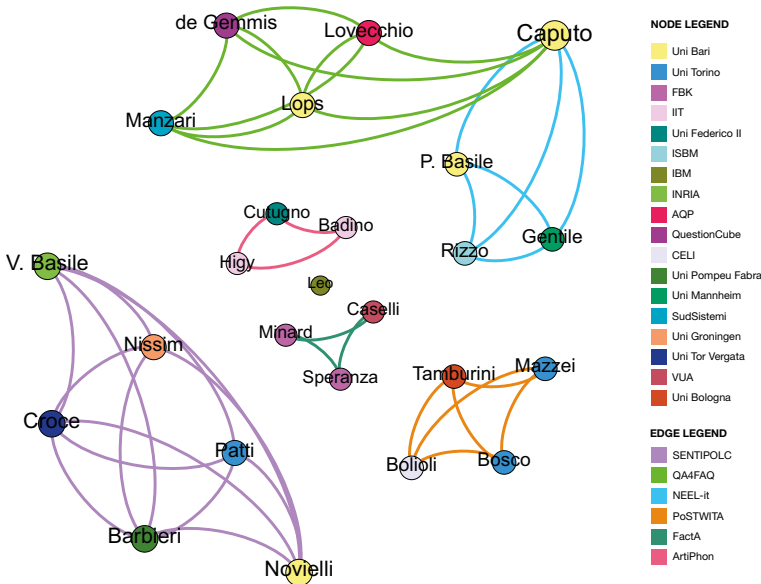 de Gemmis
Lovecchio
Caputo
Lops
Manzari
P. Basile
Rizzo
Gentile
Cutugno
Badino
Higy
Leo
Caselli
Minard
Speranza
V. Basile
Nissim
Croce
Patti
Barbieri
Novielli
Tamburini
Mazzei
Bolioli
Bosco
NODE LEGEND
Uni Bari
Uni Torino
FBK
IIT
Uni Federico II
ISBM
IBM
INRIA
AQP
QuestionCube
CELI
Uni Pompeu Fabra
Uni Mannheim
SudSistemi
Uni Groningen
Uni Tor Vergata
VUA
Uni Bologna
EDGE LEGEND
SENTIPOLC
QA4FAQ
NEEL-it
PoSTWITA
FactA
ArtiPhon